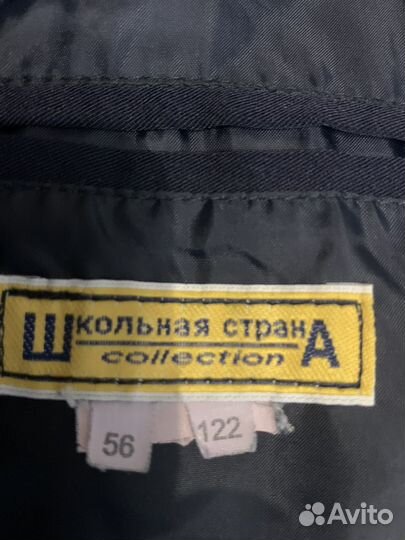 Школьная странА
collection
56 122
Avito